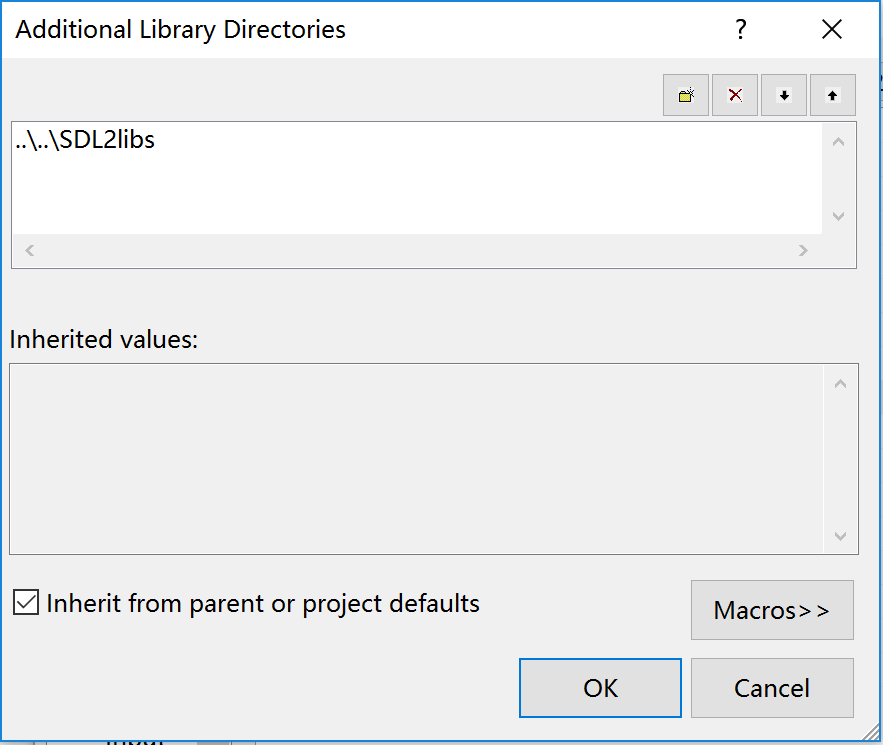 Additional Library Directories
?
..\..\SDL2libs
Inherited values:
Inherit from parent or project defaults
Macros>>
OK
Cancel